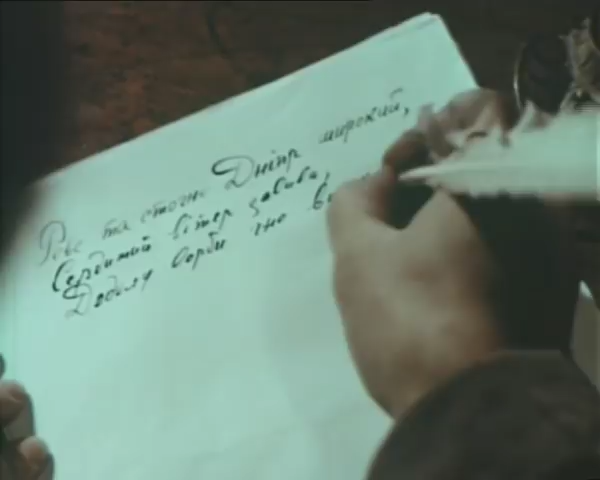 Реве та стогне Дніпр широкий,
Сердитий вітер завива,
Додолу верби гне